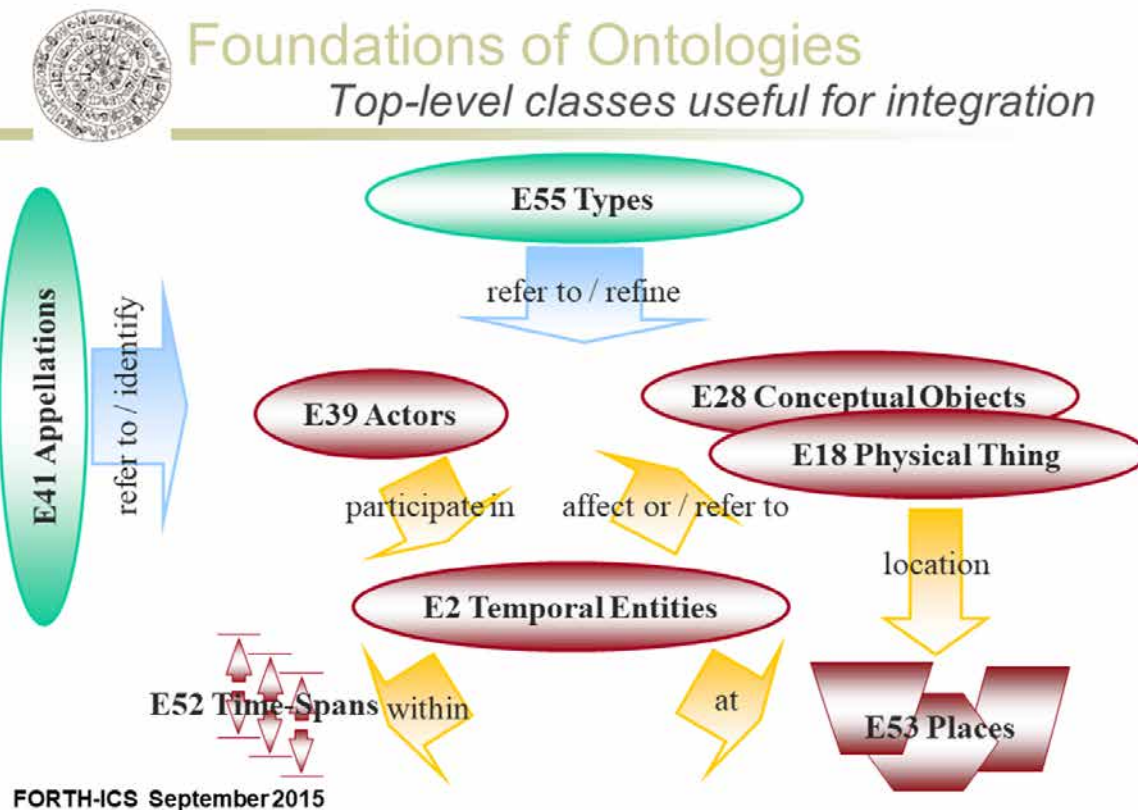 Foundations of Ontologies
Top-level classes useful for integration
E55 Types
refer to / refine
E41 Appellations
refer to / identify
E39 Actors
E28 Conceptual Objects
E18 Physical Thing
participate in
affect or / refer to
location
E2 Temporal Entities
E52 Time-Spans
within
at
E53 Places
FORTH-ICS September 2015